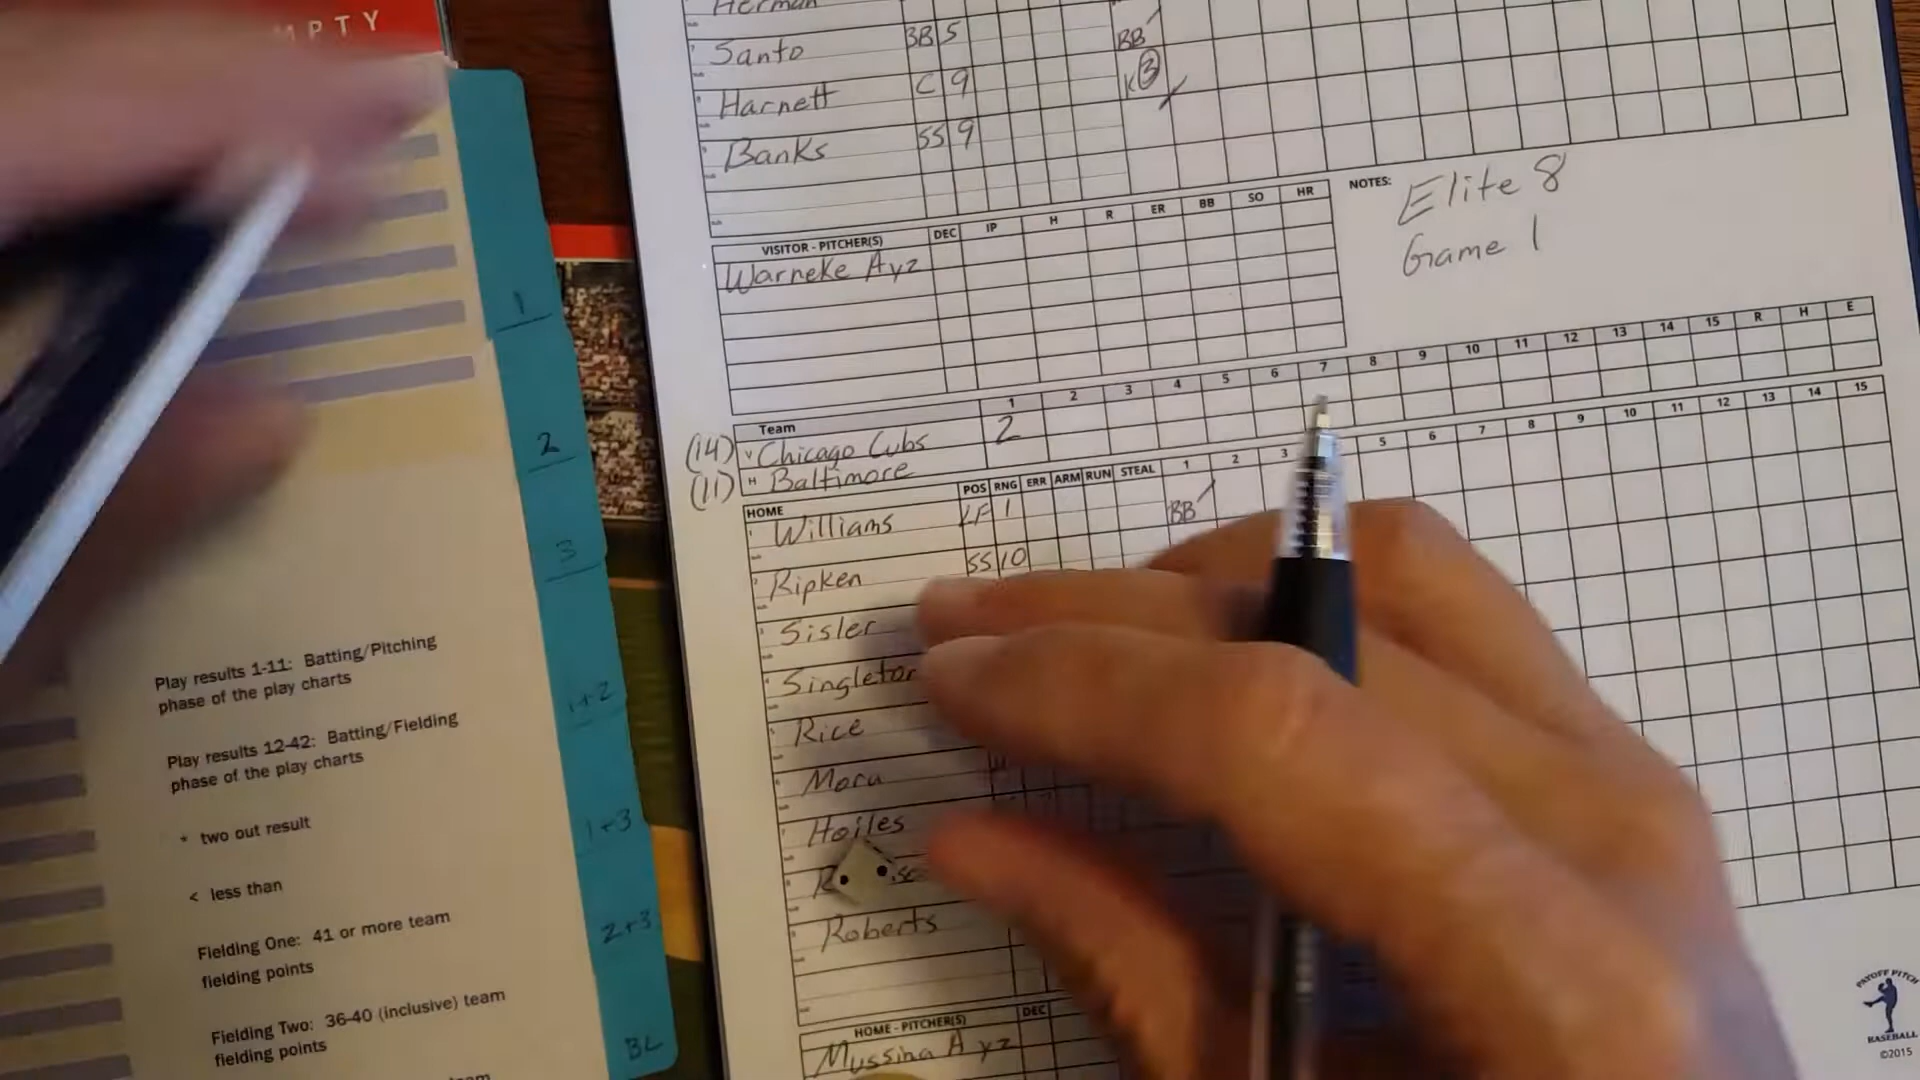 MPTY
Herman
Santo 3B 5 BB
Harnett C 9 K 3
Banks SS 9
VISITOR - PITCHER(S) DEC IP H R ER BB SO HR
Warneke Ayz
NOTES: Elite 8
Game 1
Team 1 2 3 4 5 6 7 8 9 10 11 12 13 14 15 R H E
(14) V Chicago Cubs 2
(11) H Baltimore
HOME POS RNG ERR ARM RUN STEAL 1 2 3 5 6 7 8 9 10 11 12 13 14 15
Williams LF 1 BB
Ripken SS 10
Sisler
Singleton
Rice
Mora
Hoiles
Roberts
HOME - PITCHER(S) DEC
Mussina A yz
1
2
3
1+2
1+3
2+3
BL
Play results 1-11: Batting/Pitching
phase of the play charts
Play results 12-42: Batting/Fielding
phase of the play charts
* two out result
< less than
Fielding One: 41 or more team
fielding points
Fielding Two: 36-40 (inclusive) team
fielding points
PAYOFF PITCH
BASEBALL
©2015